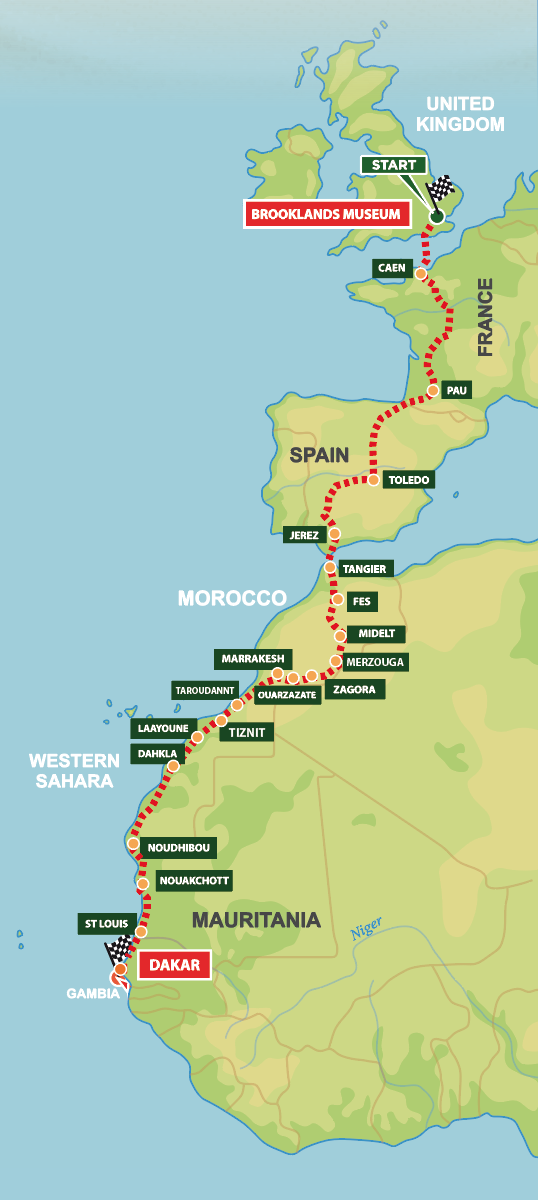 UNITED
KINGDOM
START
BROOKLANDS MUSEUM
CAEN
FRANCE
PAU
SPAIN
TOLEDO
JEREZ
TANGIER
MOROCCO
FES
MIDELT
MARRAKESH
MERZOUGA
TAROUDANNT
OUARZAZATE
ZAGORA
LAAYOUNE
TIZNIT
DAHKLA
WESTERN
SAHARA
NOUDHIBOU
NOUAKCHOTT
ST LOUIS
MAURITANIA
Niger
DAKAR
GAMBIA